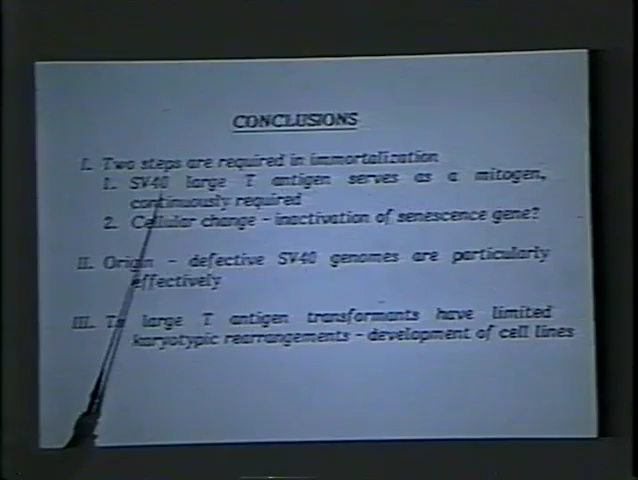 CONCLUSIONS
I. Two steps are required in immortalization
1. SV40 large T antigen serves as a mitogen,
continuously required
2. Cellular change - inactivation of senescence gene?
II. Origin - defective SV40 genomes are particularly
effectively
III. Ts large T antigen transformants have limited
karyotypic rearrangements - development of cell lines